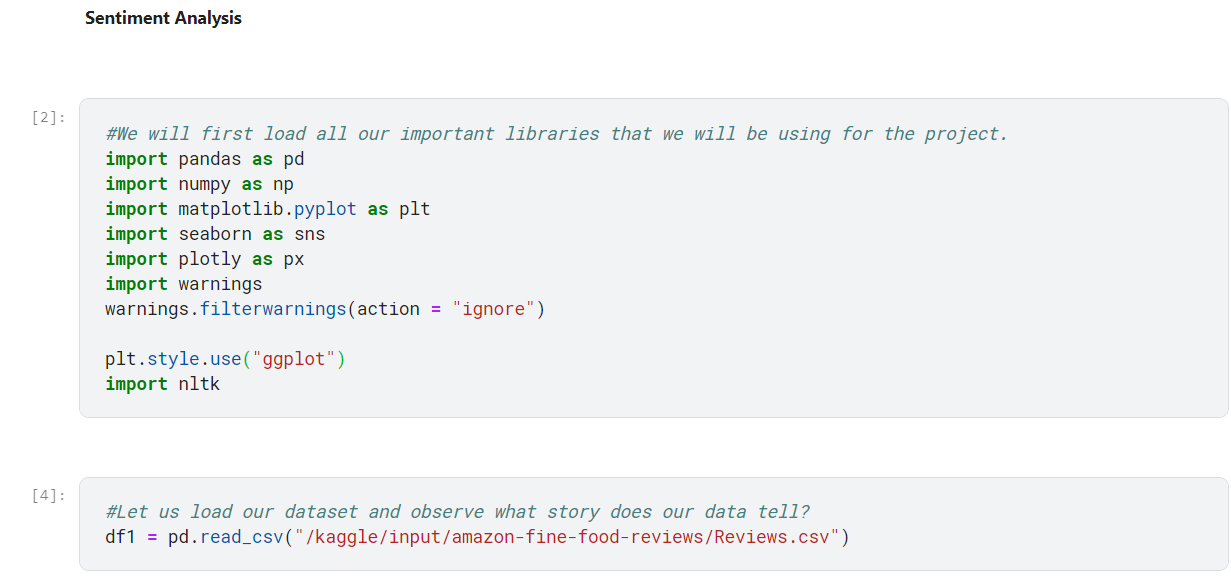 Sentiment Analysis
[2]:
#We will first load all our important libraries that we will be using for the project.
import pandas as pd
import numpy as np
import matplotlib.pyplot as plt
import seaborn as sns
import plotly as px
import warnings
warnings.filterwarnings(action = "ignore")
plt.style.use("ggplot")
import nltk
[4]:
#Let us load our dataset and observe what story does our data tell?
df1 = pd.read_csv("/kaggle/input/amazon-fine-food-reviews/Reviews.csv")